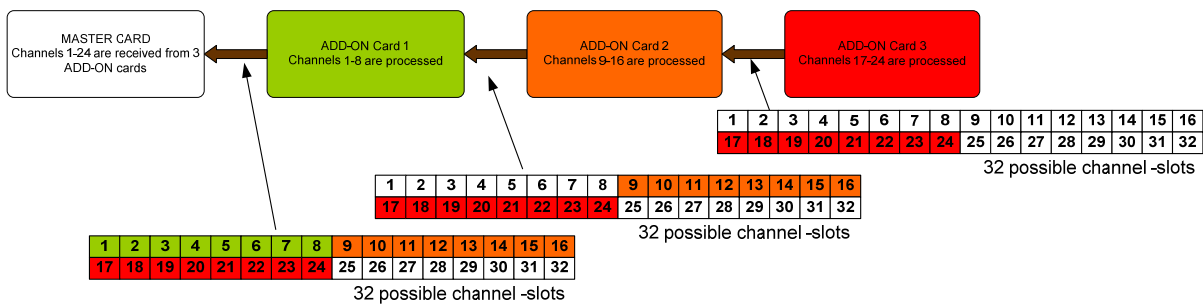 MASTER CARD
Channels 1-24 are received from 3
ADD-ON cards
ADD-ON Card 1
Channels 1-8 are processed
ADD-ON Card 2
Channels 9-16 are processed
ADD-ON Card 3
Channels 17-24 are processed
1 2 3 4 5 6 7 8 9 10 11 12 13 14 15 16
17 18 19 20 21 22 23 24 25 26 27 28 29 30 31 32
32 possible channel -slots
1 2 3 4 5 6 7 8 9 10 11 12 13 14 15 16
17 18 19 20 21 22 23 24 25 26 27 28 29 30 31 32
32 possible channel -slots
1 2 3 4 5 6 7 8 9 10 11 12 13 14 15 16
17 18 19 20 21 22 23 24 25 26 27 28 29 30 31 32
32 possible channel -slots